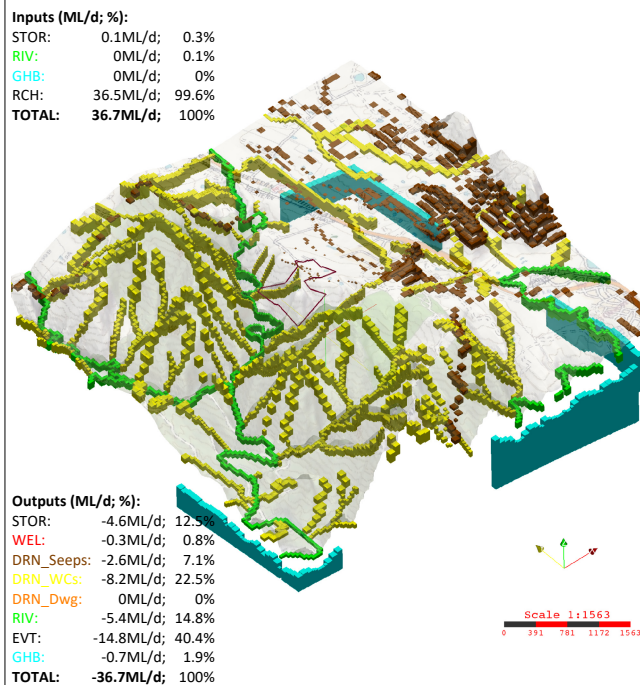 Inputs (ML/d; %):
STOR: 0.1ML/d; 0.3%
RIV: 0ML/d; 0.1%
GHB: 0ML/d; 0%
RCH: 36.5ML/d; 99.6%
TOTAL: 36.7ML/d; 100%
Outputs (ML/d; %):
STOR: -4.6ML/d; 12.5%
WEL: -0.3ML/d; 0.8%
DRN_Seeps: -2.6ML/d; 7.1%
DRN_WCs: -8.2ML/d; 22.5%
DRN_Dwg: 0ML/d; 0%
RIV: -5.4ML/d; 14.8%
EVT: -14.8ML/d; 40.4%
GHB: -0.7ML/d; 1.9%
TOTAL: -36.7ML/d; 100%
Scale 1:1563
0 391 781 1172 1563